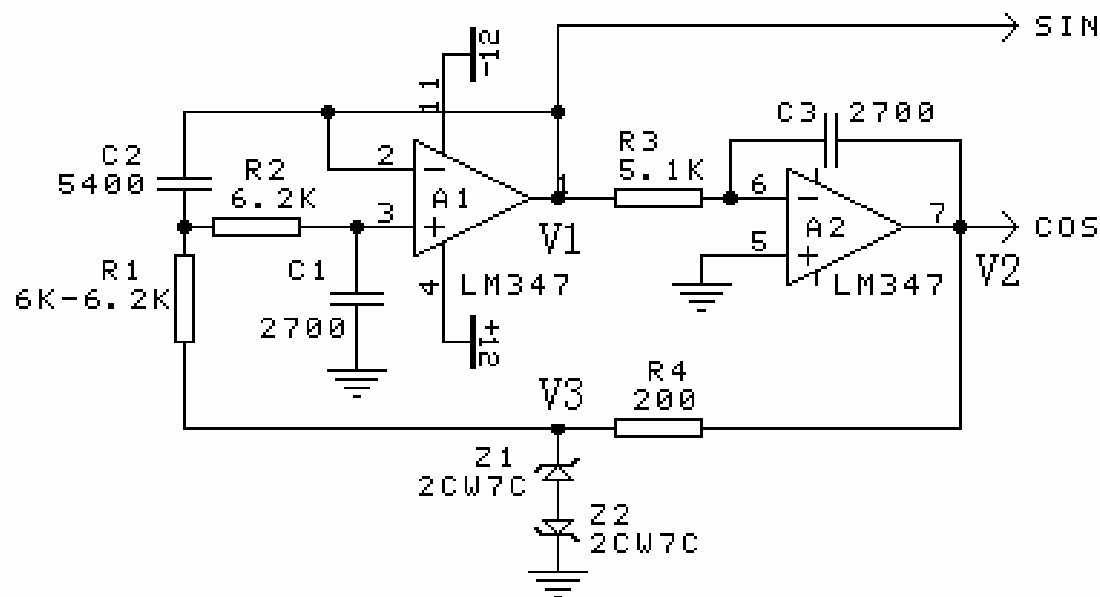 -12
SIN
11
C3 2700
C2
5400
R2
6.2K
2
3
A1
1
R3
5.1K
6
5
A2
7
COS
V1
V2
R1
6K-6.2K
C1
2700
4
LM347
LM347
+12
V3
R4
200
Z1
2CW7C
Z2
2CW7C